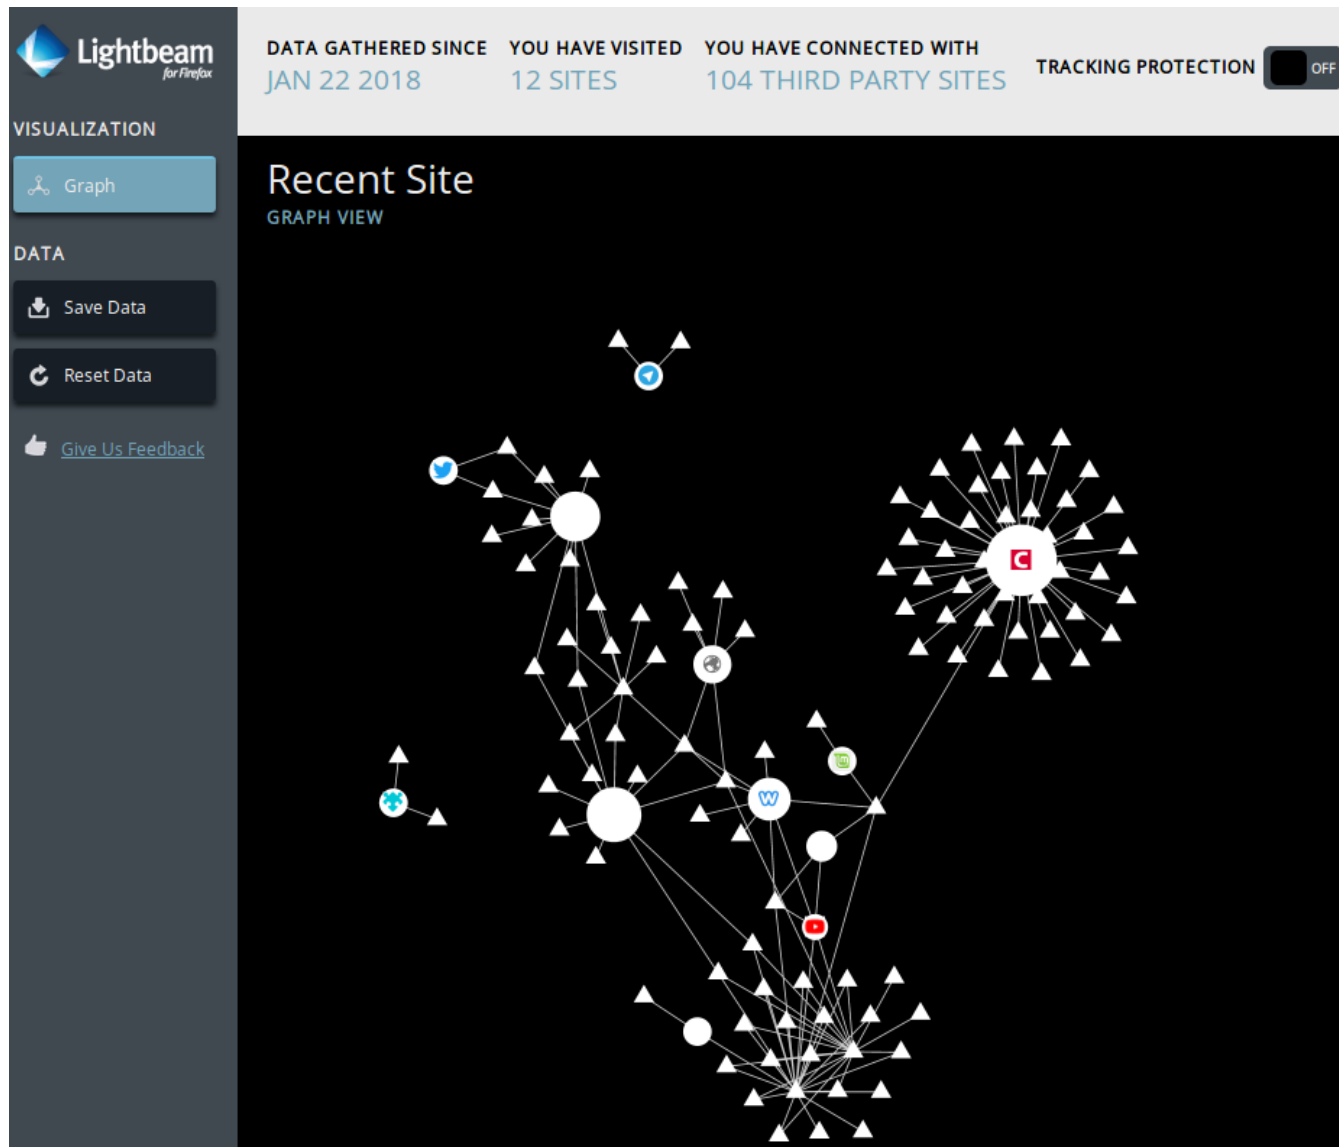 Lightbeam
for Firefox
DATA GATHERED SINCE
JAN 22 2018
YOU HAVE VISITED
12 SITES
YOU HAVE CONNECTED WITH
104 THIRD PARTY SITES
TRACKING PROTECTION
OFF
VISUALIZATION
Graph
DATA
Save Data
Reset Data
Give Us Feedback
Recent Site
GRAPH VIEW
C
W